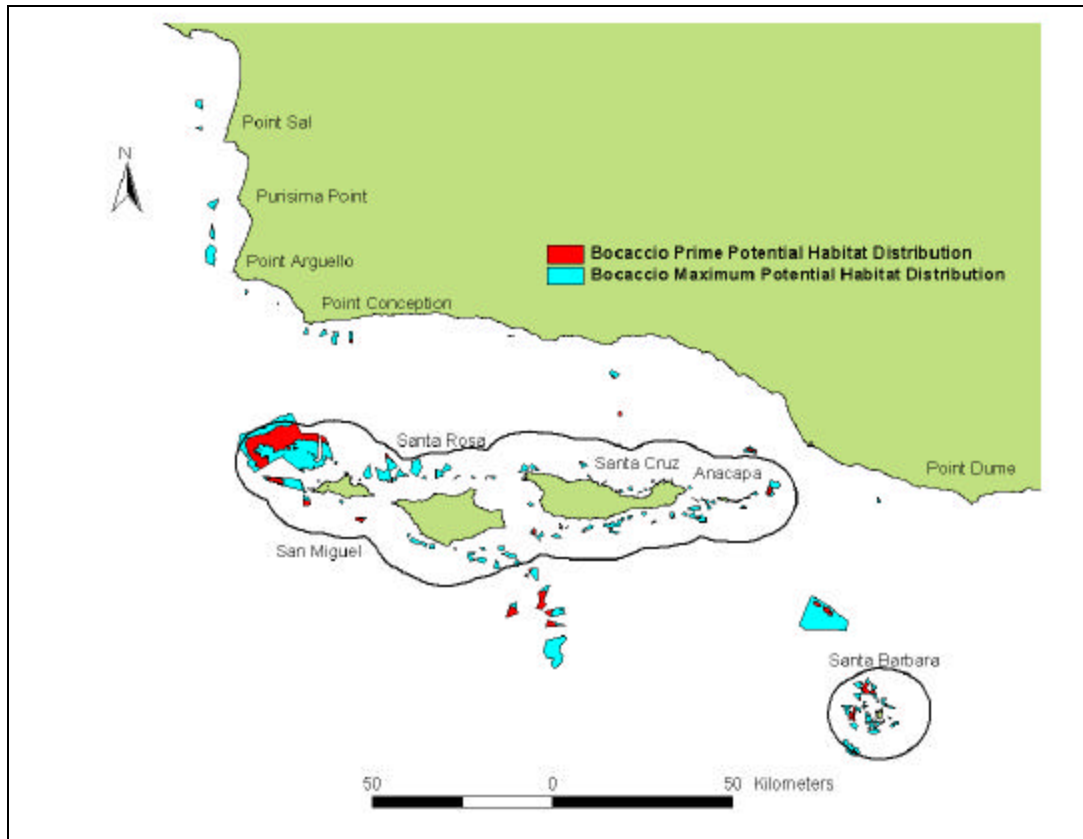 Point Sal
N
Purisima Point
Bocaccio Prime Potential Habitat Distribution
Bocaccio Maximum Potential Habitat Distribution
Point Arguello
Point Conception
Santa Rosa
Santa Cruz
Anacapa
Point Dume
San Miguel
Santa Barbara
50 0 50 Kilometers